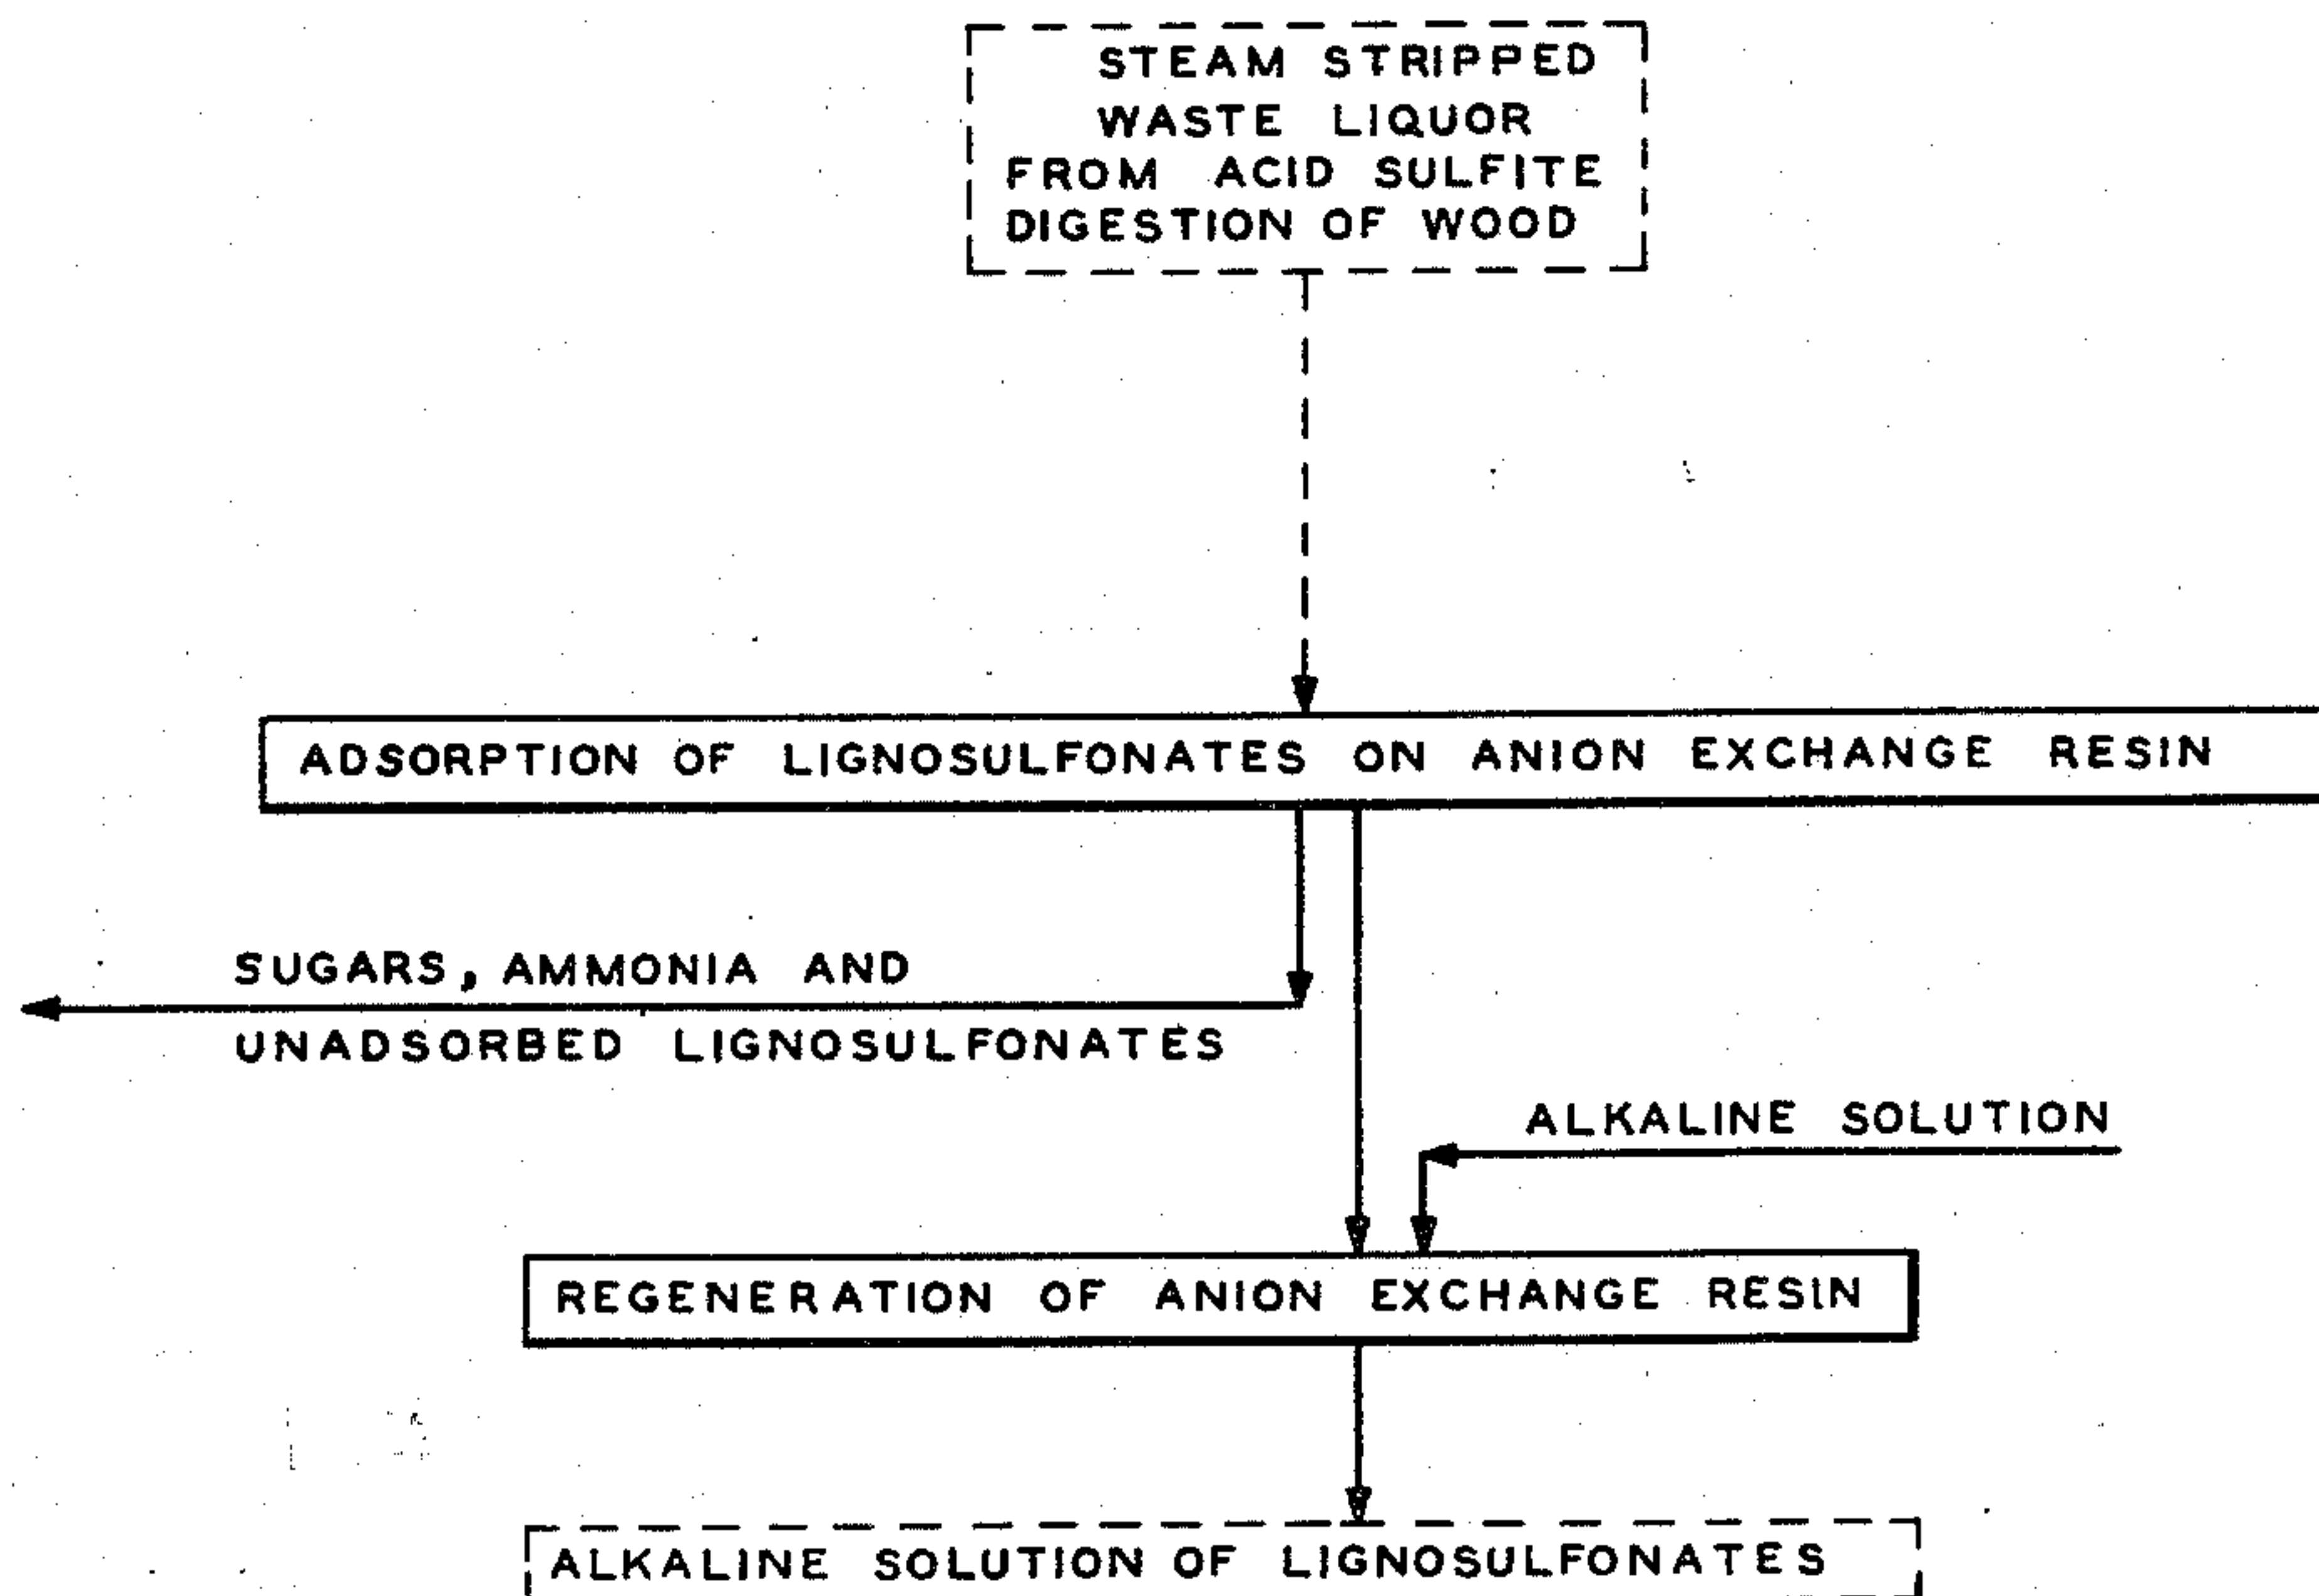 STEAM STRIPPED
WASTE LIQUOR
FROM ACID SULFITE
DIGESTION OF WOOD
ADSORPTION OF LIGNOSULFONATES ON ANION EXCHANGE RESIN
SUGARS, AMMONIA AND
UNADSORBED LIGNOSULFONATES
ALKALINE SOLUTION
REGENERATION OF ANION EXCHANGE RESIN
ALKALINE SOLUTION OF LIGNOSULFONATES